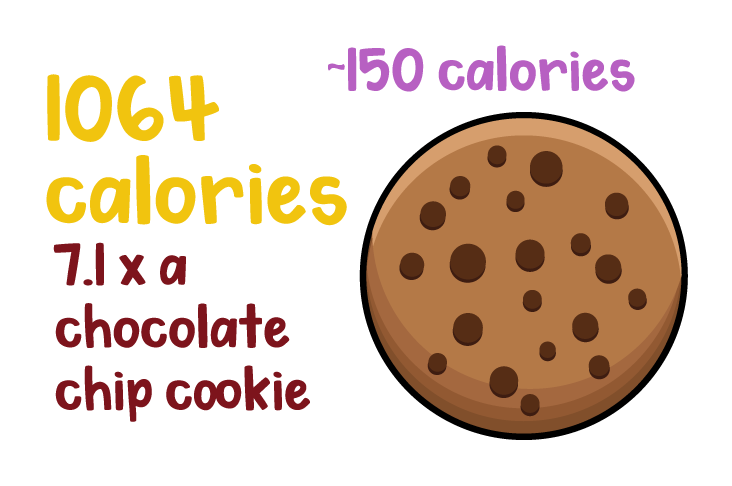 ~150 calories
1064
calories
7.1 x a
chocolate
chip cookie